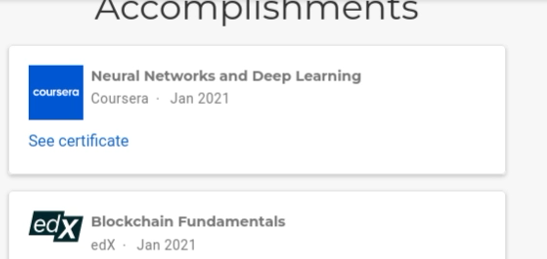 Accomplishments
coursera
Neural Networks and Deep Learning
Coursera · Jan 2021
See certificate
edX
Blockchain Fundamentals
edX · Jan 2021